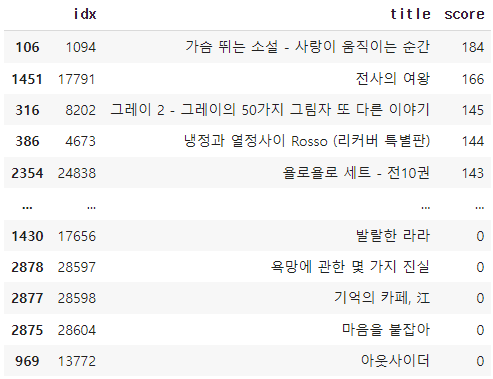 idx title score
106 1094 가슴 뛰는 소설 - 사랑이 움직이는 순간 184
1451 17791 전사의 여왕 166
316 8202 그레이 2 - 그레이의 50가지 그림자 또 다른 이야기 145
386 4673 냉정과 열정사이 Rosso (리커버 특별판) 144
2354 24838 욜로욜로 세트 - 전10권 143
... ... ... ...
1430 17656 발랄한 라라 0
2878 28597 욕망에 관한 몇 가지 진실 0
2877 28598 기억의 카페, 江 0
2875 28604 마음을 붙잡아 0
969 13772 아웃사이더 0